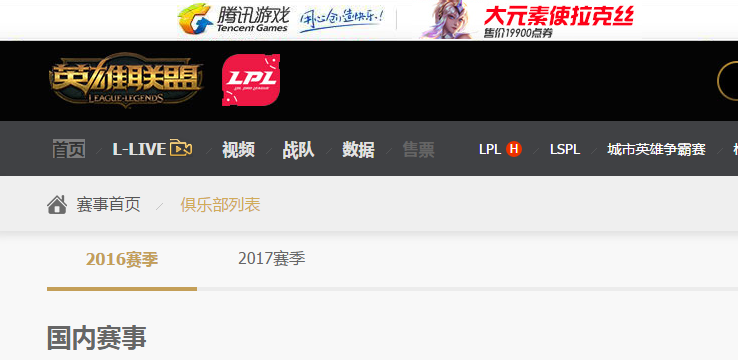 腾讯游戏 用心创造快乐! 大元素使拉克丝
Tencent Games 售价19900点券
英雄联盟 LPL
LEAGUE·LEGENDS
首页 L-LIVE 视频 战队 数据 售票 LPL H LSPL 城市英雄争霸赛
赛事首页 俱乐部列表
2016赛季 2017赛季
国内赛事